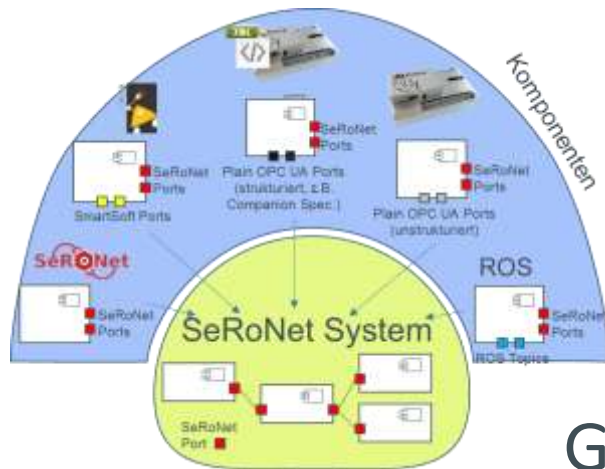 XML
</>
Komponenten
SeRoNet
Ports
Plain OPC UA Ports
(strukturiert, z.B.
Companion Spec.)
SeRoNet
Ports
SmartSoft Ports
SeRoNet
Ports
Plain OPC UA Ports
(unstrukturiert)
SeRoNet
SeRoNet
Ports
ROS
SeRoNet
Ports
ROS Topics
SeRoNet System
SeRoNet
Port
G